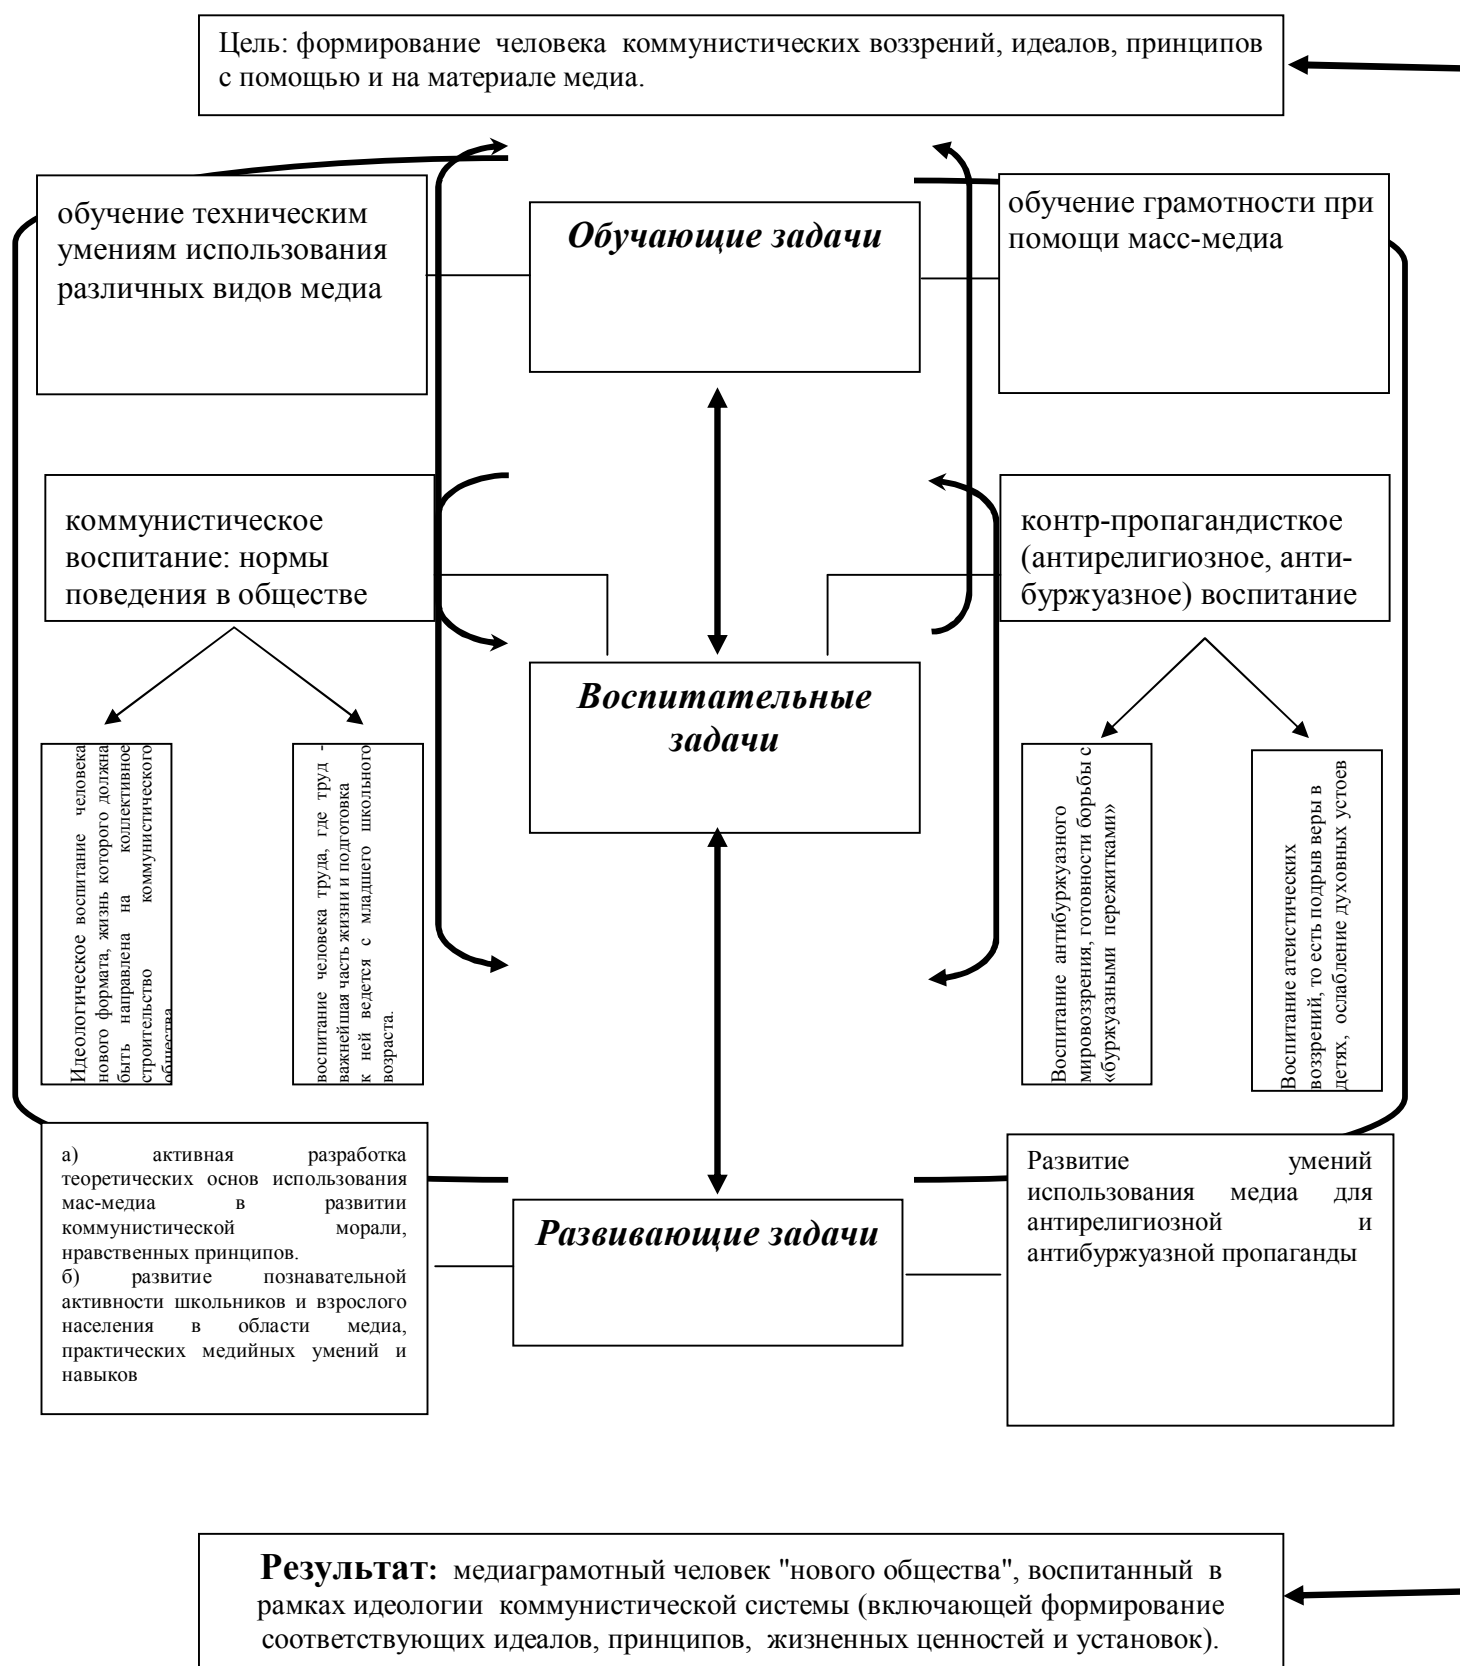 Цель: формирование человека коммунистических воззрений, идеалов, принципов
с помощью и на материале медиа.
обучение техническим
умениям использования
различных видов медиа
Обучающие задачи
обучение грамотности при
помощи масс-медиа
коммунистическое
воспитание: нормы
поведения в обществе
контр-пропагандисткое
(антирелигиозное, анти-
буржуазное) воспитание
Воспитательные
задачи
Идеологическое воспитание человека
нового формата, жизнь которого должна
быть направлена на коллективное
строительство коммунистического
общества
воспитание человека труда, где труд -
важнейшая часть жизни и подготовка
к ней ведется с младшего школьного
возраста.
Воспитание антибуржуазного
мировоззрения, готовности борьбы с
«буржуазными пережитками»
Воспитание атеистических
воззрений, то есть подрыв веры в
детях, ослабление духовных устоев
а) активная разработка
теоретических основ использования
мас-медиа в развитии
коммунистической морали,
нравственных принципов.
б) развитие познавательной
активности школьников и взрослого
населения в области медиа,
практических медийных умений и
навыков
Развивающие задачи
Развитие умений
использования медиа для
антирелигиозной и
антибуржуазной пропаганды
Результат: медиаграмотный человек "нового общества", воспитанный в
рамках идеологии коммунистической системы (включающей формирование
соответствующих идеалов, принципов, жизненных ценностей и установок).